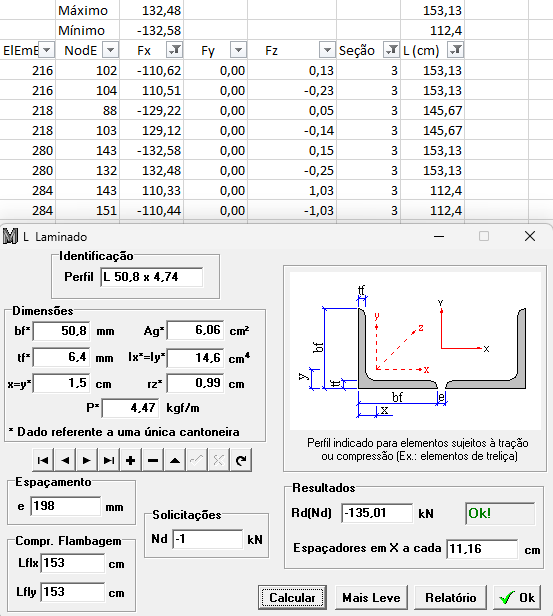 Máximo 132,48 153,13
Mínimo -132,58 112,4
ElemE NodE Fx Fy Fz Seção L (cm)
216 102 -110,62 0,00 0,13 3 153,13
216 104 110,51 0,00 -0,23 3 153,13
218 88 -129,22 0,00 0,05 3 145,67
218 103 129,12 0,00 -0,14 3 145,67
280 143 -132,58 0,00 0,15 3 153,13
280 132 132,48 0,00 -0,25 3 153,13
284 143 110,33 0,00 1,03 3 112,4
284 151 -110,44 0,00 -1,03 3 112,4
L Laminado
Identificação
Perfil L 50,8 x 4,74
Dimensões
bf* 50,8 mm Ag* 6,06 cm²
tf* 6,4 mm Ix*=Iy* 14,6 cm⁴
x=y* 1,5 cm rz* 0,99 cm
P* 4,47 kgf/m
* Dado referente a uma única cantoneira
tf
bf
y
tf
y
z
x
bf
e
x
Y
X
Perfil indicado para elementos sujeitos à tração
ou compressão (Ex.: elementos de treliça)
Espaçamento
e 198 mm
Compr. Flambagem
Lflx 153 cm
Lfly 153 cm
Solicitações
Nd -1 kN
Resultados
Rd(Nd) -135,01 kN Ok!
Espaçadores em X a cada 11,16 cm
Calcular Mais Leve Relatório Ok